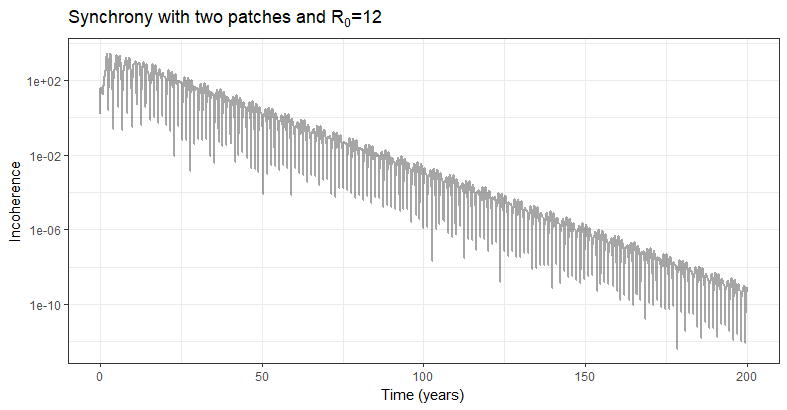 Synchrony with two patches and R₀=12
1e+02
1e-02
1e-06
1e-10
Incoherence
0 50 100 150 200
Time (years)